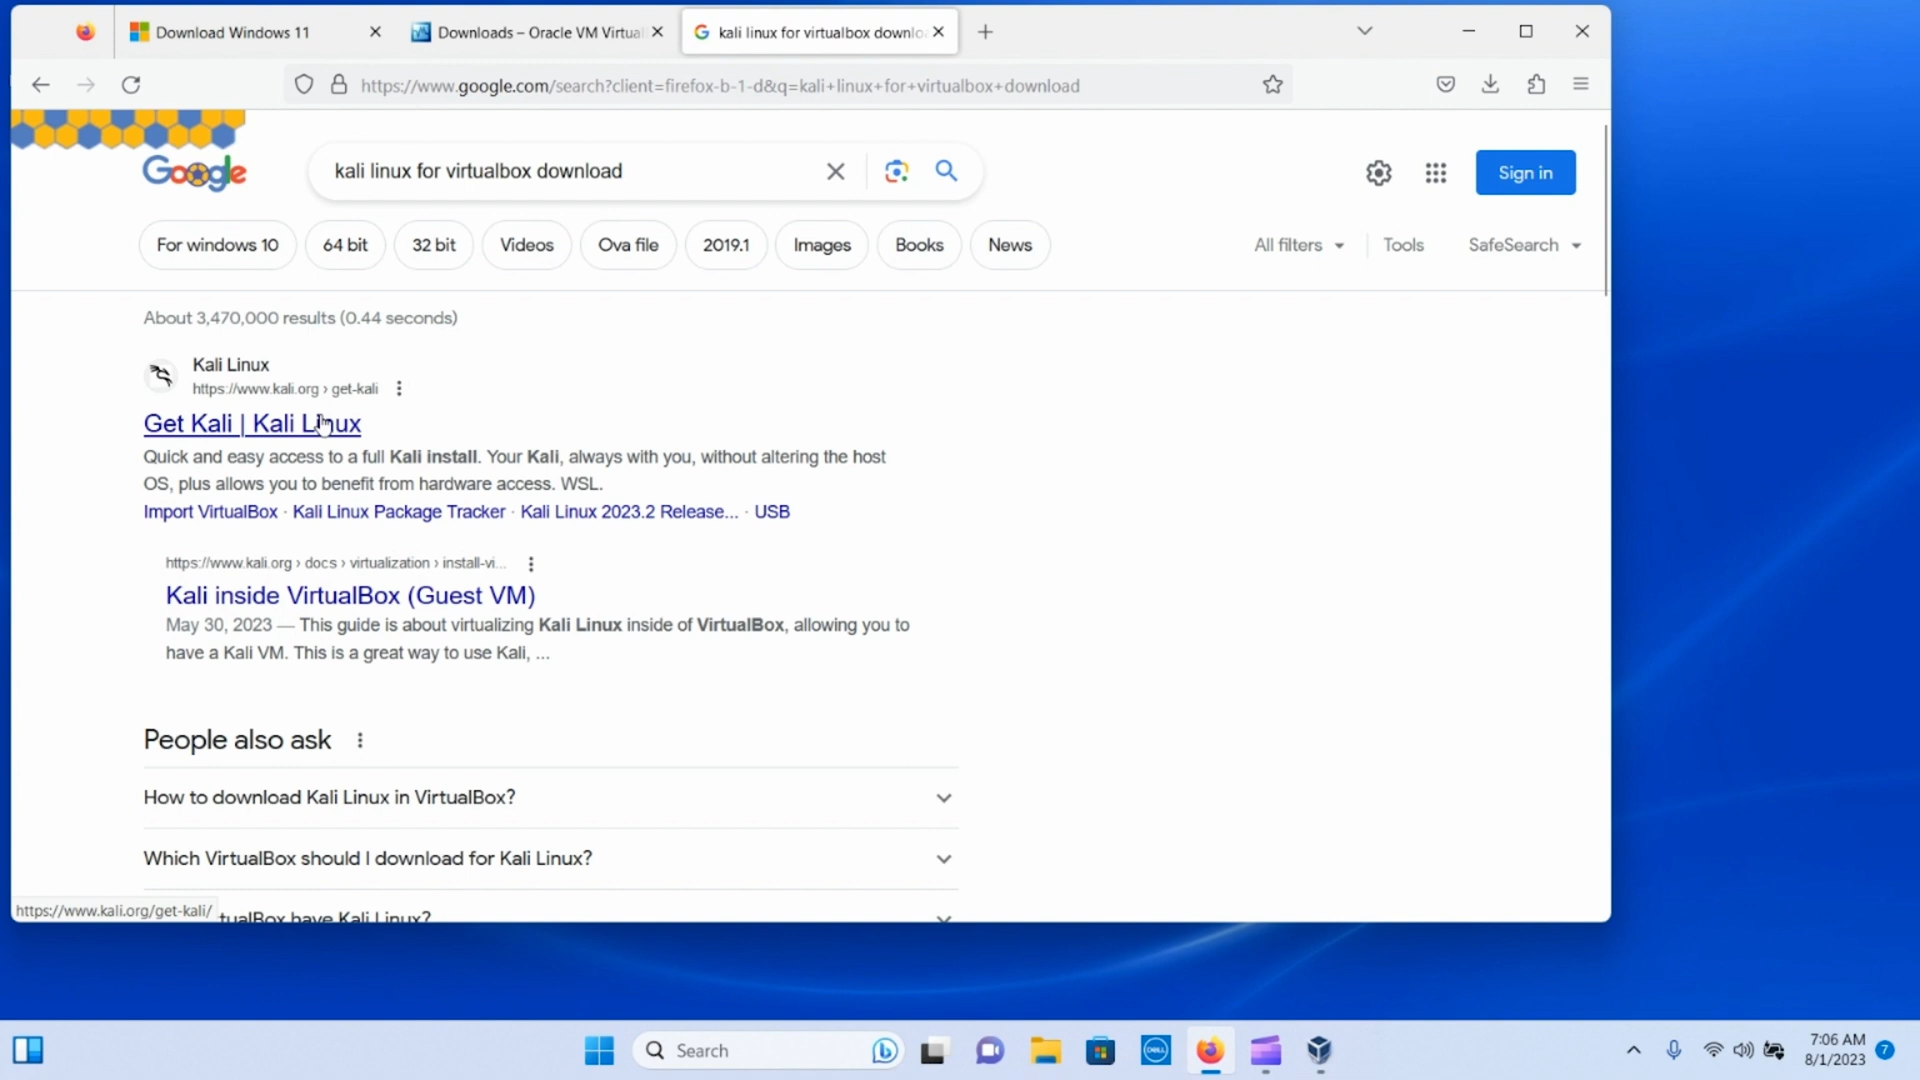 Download Windows 11
Downloads – Oracle VM Virtual
kali linux for virtualbox downlo
https://www.google.com/search?client=firefox-b-1-d&q=kali+linux+for+virtualbox+download
Google
kali linux for virtualbox download
Sign in
For windows 10
64 bit
32 bit
Videos
Ova file
2019.1
Images
Books
News
All filters
Tools
SafeSearch
About 3,470,000 results (0.44 seconds)
Kali Linux
https://www.kali.org › get-kali
Get Kali | Kali Linux
Quick and easy access to a full Kali install. Your Kali, always with you, without altering the host
OS, plus allows you to benefit from hardware access. WSL.
Import VirtualBox · Kali Linux Package Tracker · Kali Linux 2023.2 Release... · USB
https://www.kali.org › docs › virtualization › install-vi...
Kali inside VirtualBox (Guest VM)
May 30, 2023 — This guide is about virtualizing Kali Linux inside of VirtualBox, allowing you to
have a Kali VM. This is a great way to use Kali, ...
People also ask
How to download Kali Linux in VirtualBox?
Which VirtualBox should I download for Kali Linux?
tualBox have Kali Linux?
https://www.kali.org/get-kali/
Search
DELL
7:06 AM
8/1/2023
7